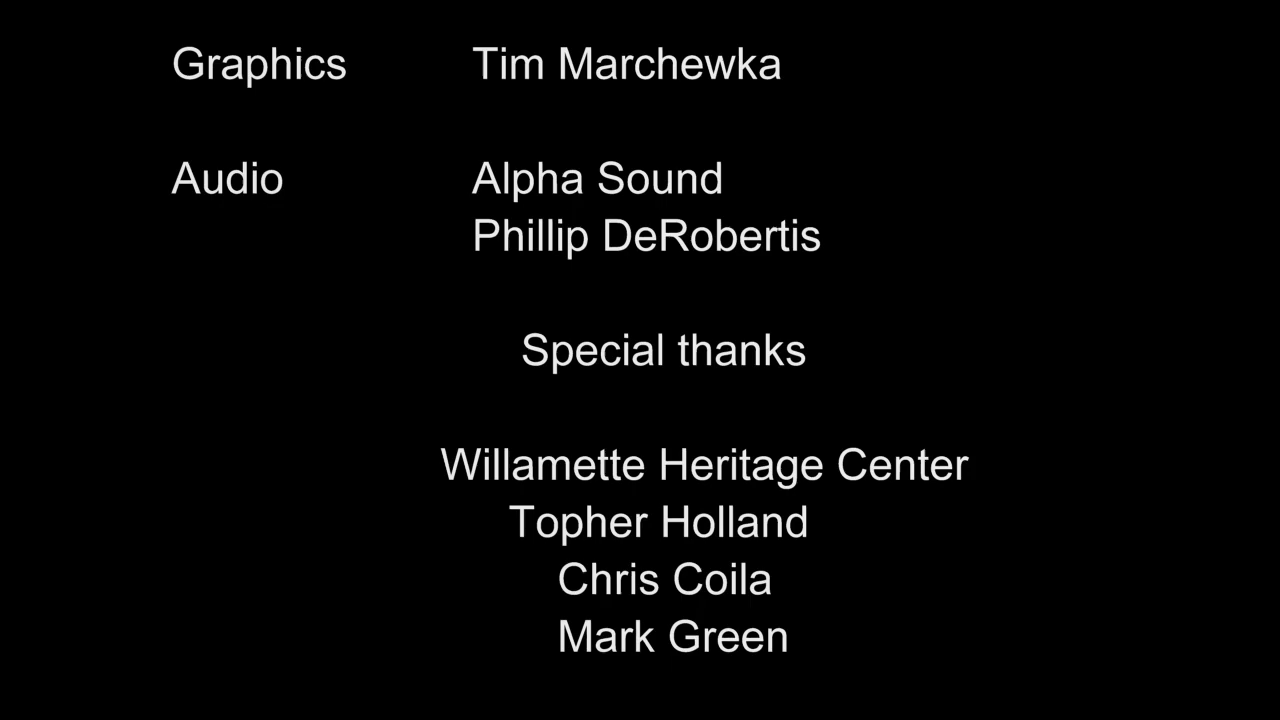 Graphics Tim Marchewka
Audio Alpha Sound
Phillip DeRobertis
Special thanks
Willamette Heritage Center
Topher Holland
Chris Coila
Mark Green